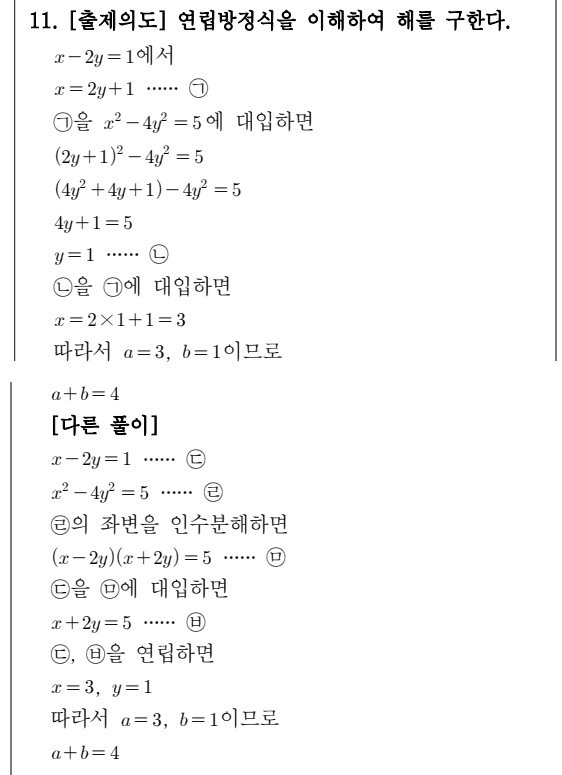 11. [출제의도] 연립방정식을 이해하여 해를 구한다.
x-2y=1에서
x=2y+1 ⋯⋯ ㉠
㉠을 x²-4y²=5에 대입하면
(2y+1)²-4y²=5
(4y²+4y+1)-4y²=5
4y+1=5
y=1 ⋯⋯ ㉡
㉡을 ㉠에 대입하면
x=2×1+1=3
따라서 a=3, b=1이므로
a+b=4
[다른 풀이]
x-2y=1 ⋯⋯ ㉢
x²-4y²=5 ⋯⋯ ㉣
㉣의 좌변을 인수분해하면
(x-2y)(x+2y)=5 ⋯⋯ ㉤
㉢을 ㉤에 대입하면
x+2y=5 ⋯⋯ ㉥
㉢, ㉥을 연립하면
x=3, y=1
따라서 a=3, b=1이므로
a+b=4